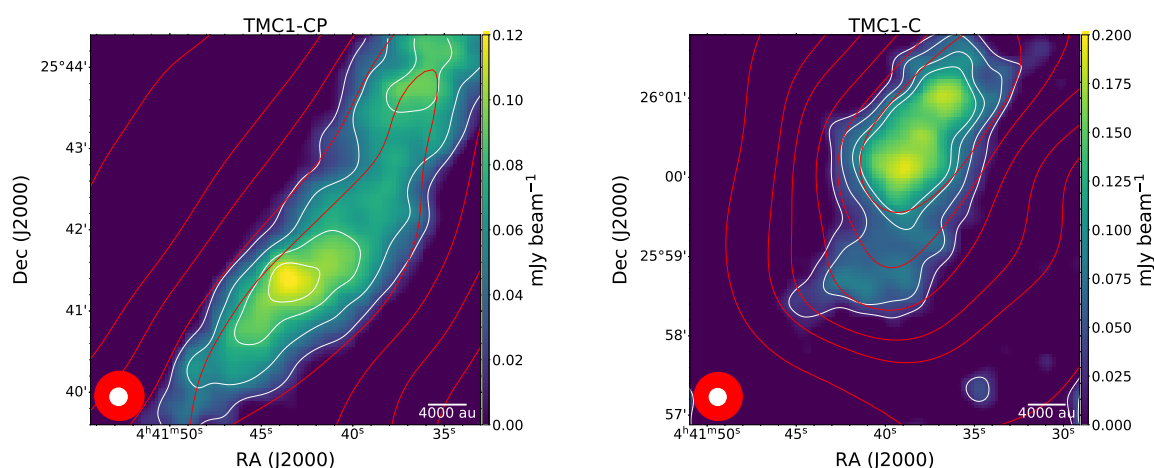 TMC1-CP
25°44'
43'
42'
41'
40'
4ʰ41ᵐ50ˢ
45ˢ
40ˢ
35ˢ
RA (J2000)
Dec (J2000)
4000 au
0.12
0.10
0.08
0.06
0.04
0.02
0.00
mJy beam⁻¹
TMC1-C
26°01'
00'
25°59'
58'
57'
4ʰ41ᵐ50ˢ
45ˢ
40ˢ
35ˢ
30ˢ
RA (J2000)
Dec (J2000)
4000 au
0.200
0.175
0.150
0.125
0.100
0.075
0.050
0.025
0.000
mJy beam⁻¹